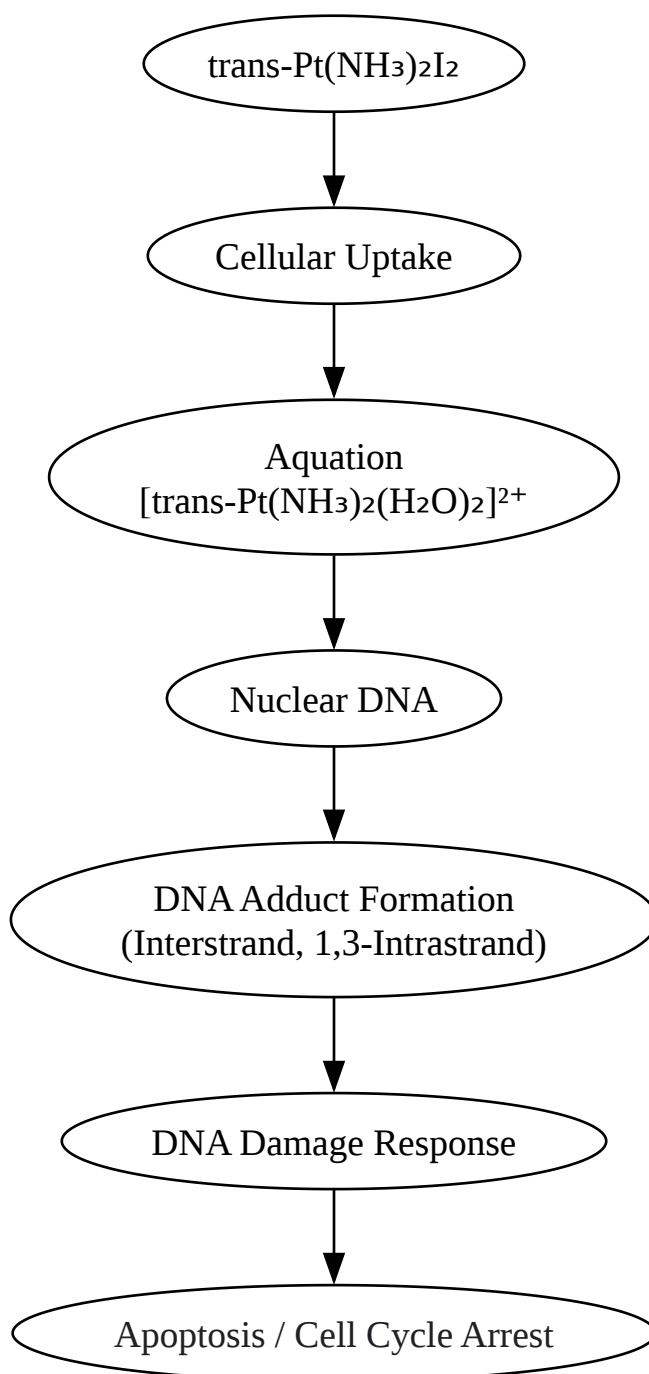 trans-Pt(NH₃)₂I₂
Cellular Uptake
Aquation
[trans-Pt(NH₃)₂(H₂O)₂]²⁺
Nuclear DNA
DNA Adduct Formation
(Interstrand, 1,3-Intrastrand)
DNA Damage Response
Apoptosis / Cell Cycle Arrest